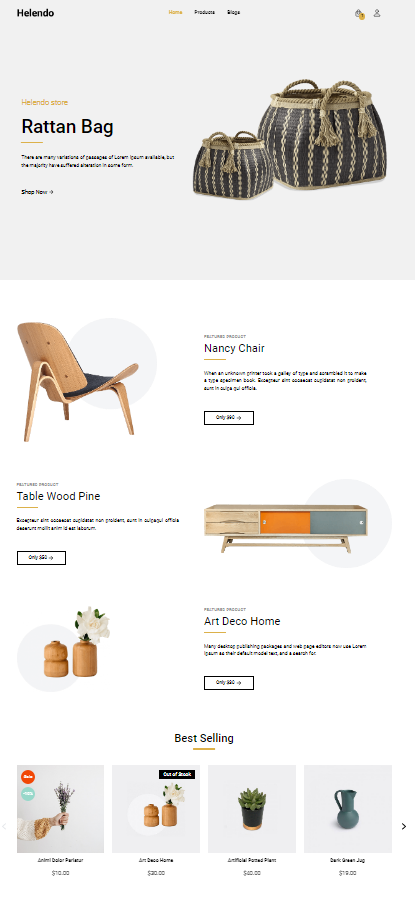 Helendo
Home Products Blogs
Helendo store
Rattan Bag
There are many variations of passages of Lorem Ipsum available, but
the majority have suffered alteration in some form.
Shop Now →
FEATURED PRODUCT
Nancy Chair
When an unknown printer took a galley of type and scrambled it to make
a type specimen book. Excepteur sint occaecat cupidatat non proident,
sunt in culpa qui officia.
Only $90 →
FEATURED PRODUCT
Table Wood Pine
Excepteur sint occaecat cupidatat non proident, sunt in culpaqui officia
deserunt mollit anim id est laborum.
Only $50 →
FEATURED PRODUCT
Art Deco Home
Many desktop publishing packages and web page editors now use Lorem
Ipsum as their default model text, and a search for.
Only $30 →
Best Selling
Sale
Out of Stock
Animi Dolor Pariatur
$10.00
Art Deco Home
$30.00
Artificial Potted Plant
$40.00
Dark Green Jug
$19.00